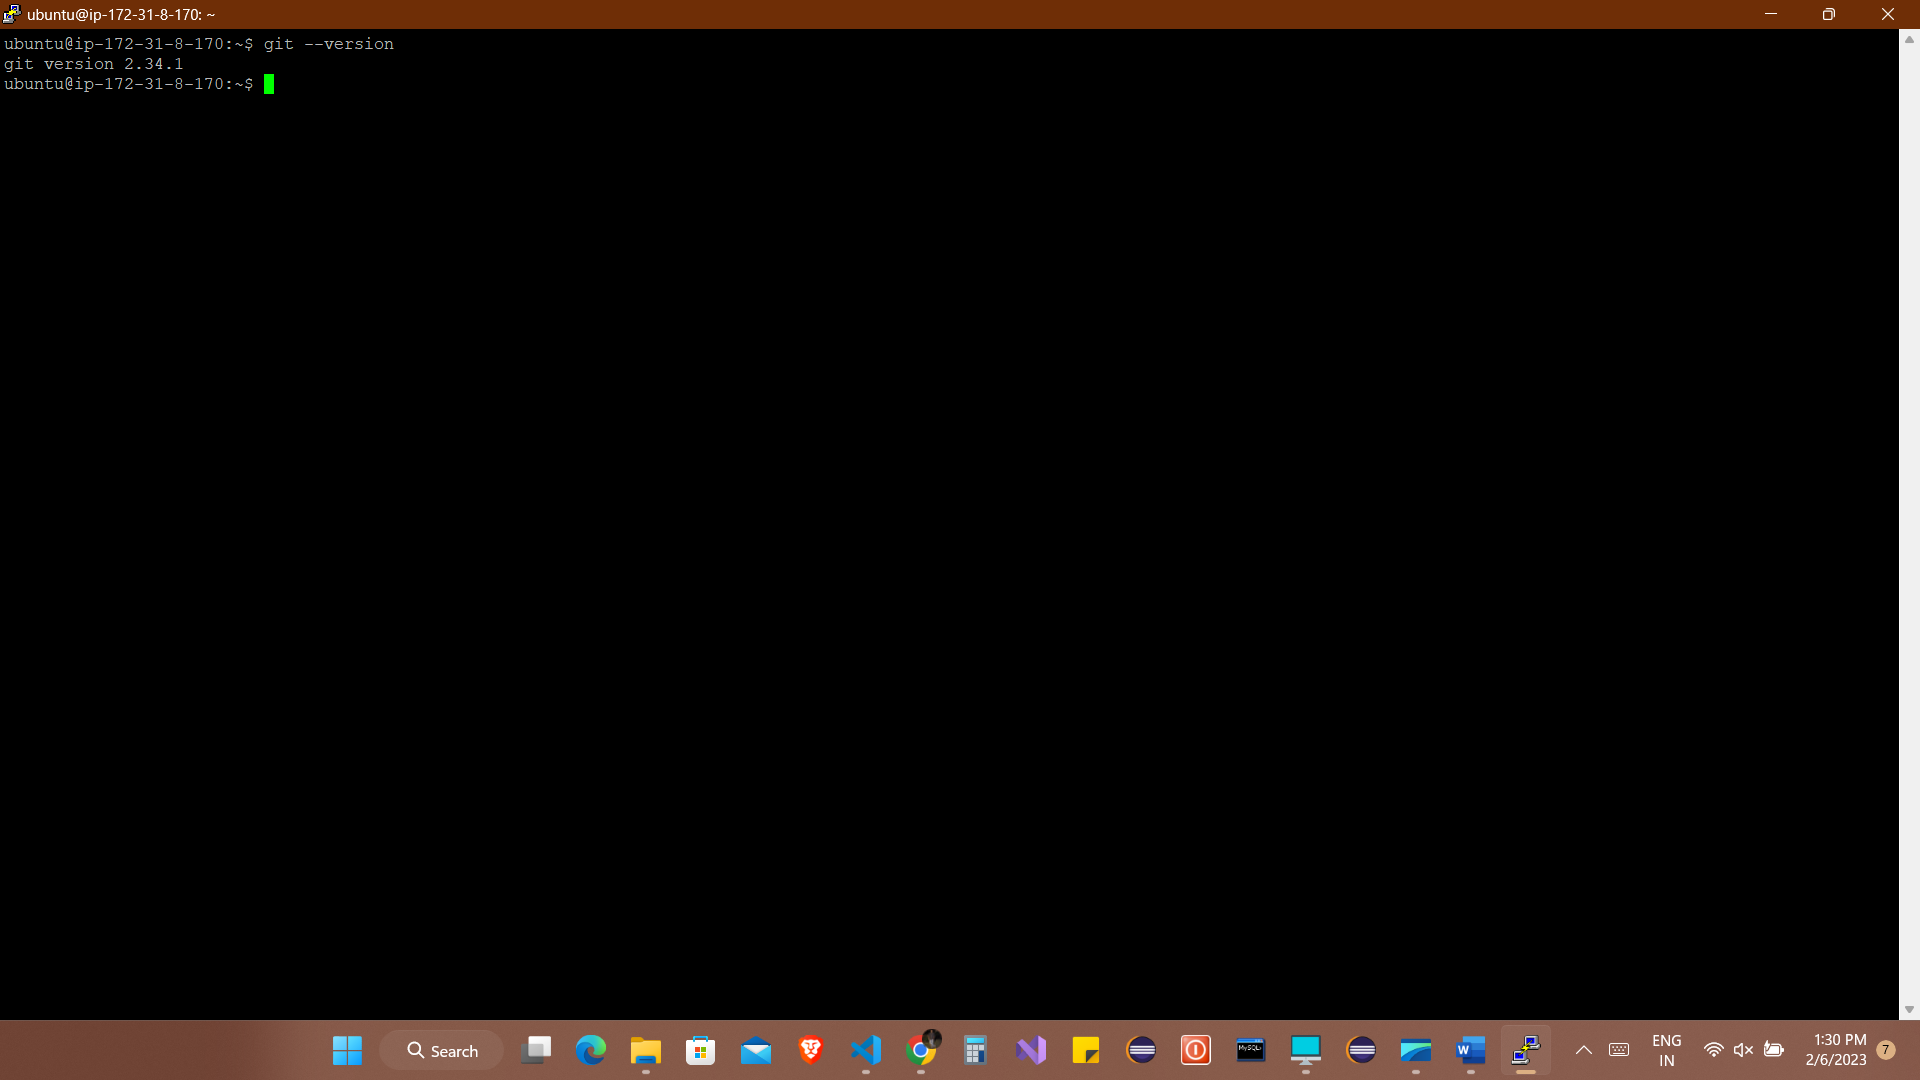 ubuntu@ip-172-31-8-170: ~
ubuntu@ip-172-31-8-170:~$ git --version
git version 2.34.1
ubuntu@ip-172-31-8-170:~$
Search
MySQL
W
ENG
IN
1:30 PM
2/6/2023
7